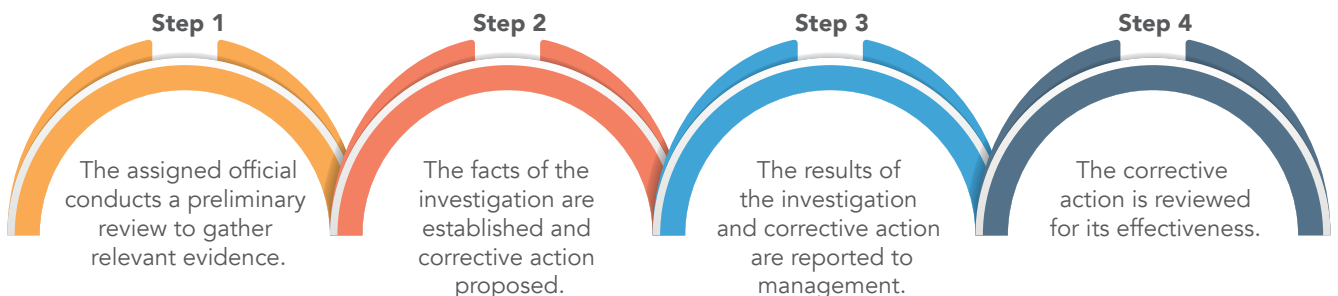 Step 1
The assigned official
conducts a preliminary
review to gather
relevant evidence.
Step 2
The facts of the
investigation are
established and
corrective action
proposed.
Step 3
The results of
the investigation
and corrective action
are reported to
management.
Step 4
The corrective
action is reviewed
for its effectiveness.